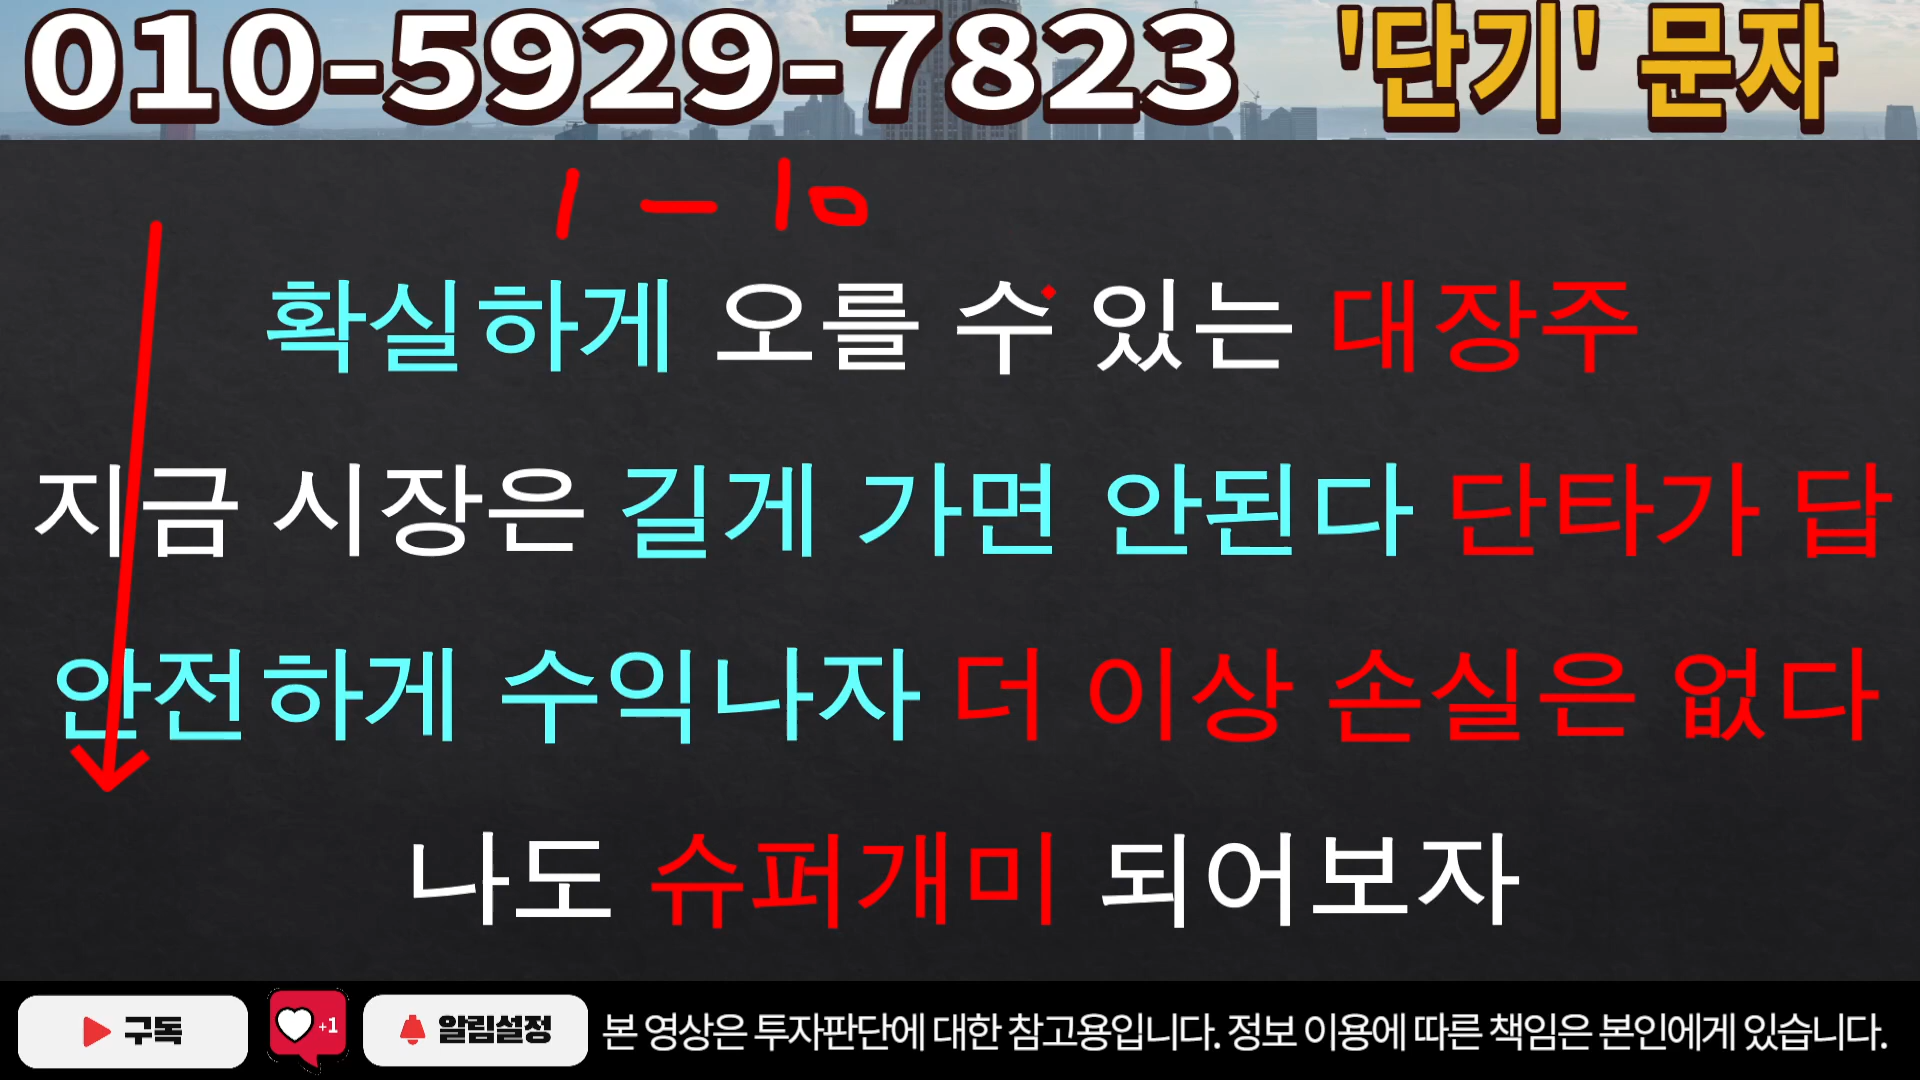 010-5929-7823 '단기' 문자
1 - 10
확실하게 오를 수 있는 대장주
지금 시장은 길게 가면 안된다 단타가 답
안전하게 수익나자 더 이상 손실은 없다
나도 슈퍼개미 되어보자
구독 +1 알림설정 본 영상은 투자판단에 대한 참고용입니다. 정보 이용에 따른 책임은 본인에게 있습니다.